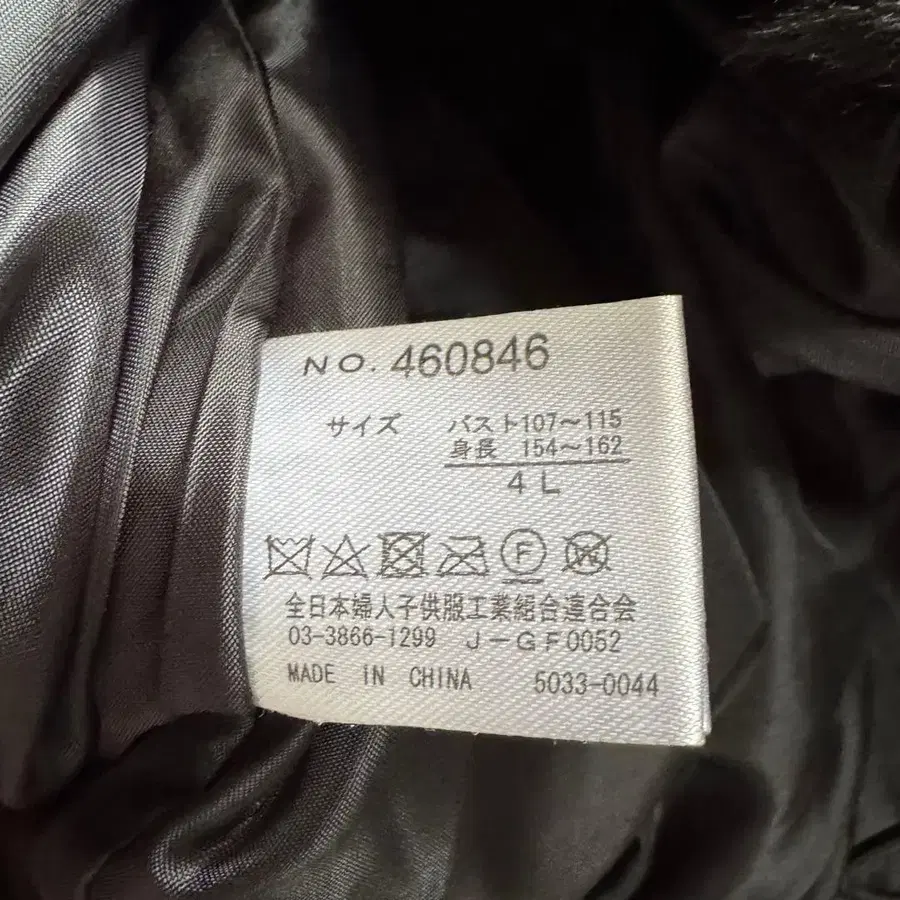 NO. 460846
サイズ バスト107～115
身長 154～162
4L
F W
全日本婦人子供服工業組合連合会
03-3866-1299 J-GF0052
MADE IN CHINA 5033-0044